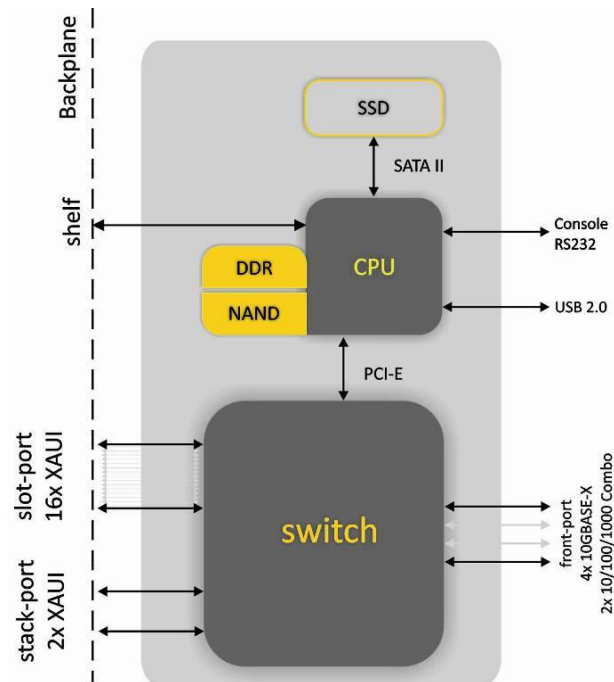 Backplane
SSD
SATA II
shelf
Console
RS232
DDR
CPU
NAND
USB 2.0
PCI-E
slot-port
16x XAUI
switch
front-port
4x 10GBASE-X
2x 10/100/1000 Combo
stack-port
2x XAUI